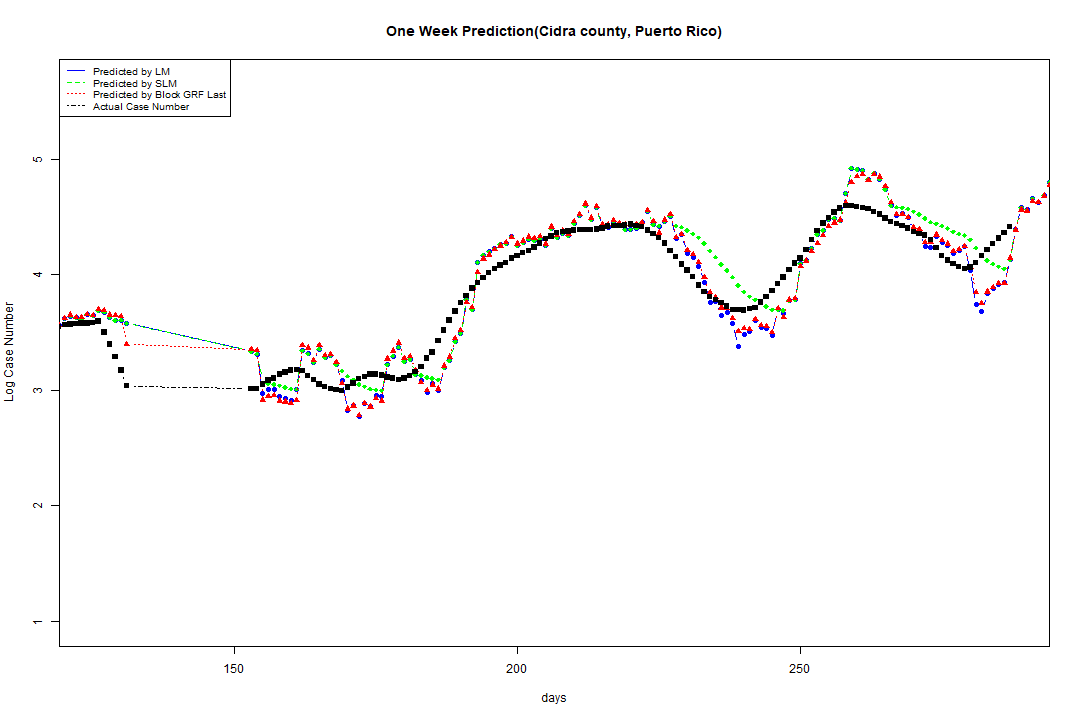 One Week Prediction(Cidra county, Puerto Rico)
Predicted by LM
Predicted by SLM
Predicted by Block GRF Last
Actual Case Number
Log Case Number
5
4
3
2
1
150
200
250
days